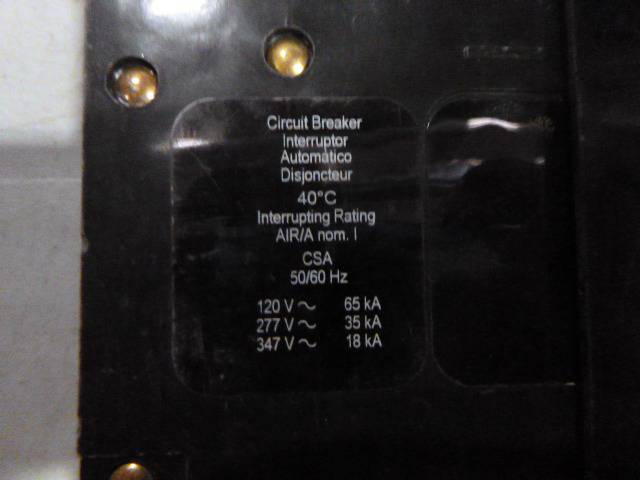 Circuit Breaker
Interruptor
Automático
Disjoncteur
40°C
Interrupting Rating
AIR/A nom. I
CSA
50/60 Hz
120 V ~ 65 kA
277 V ~ 35 kA
347 V ~ 18 kA